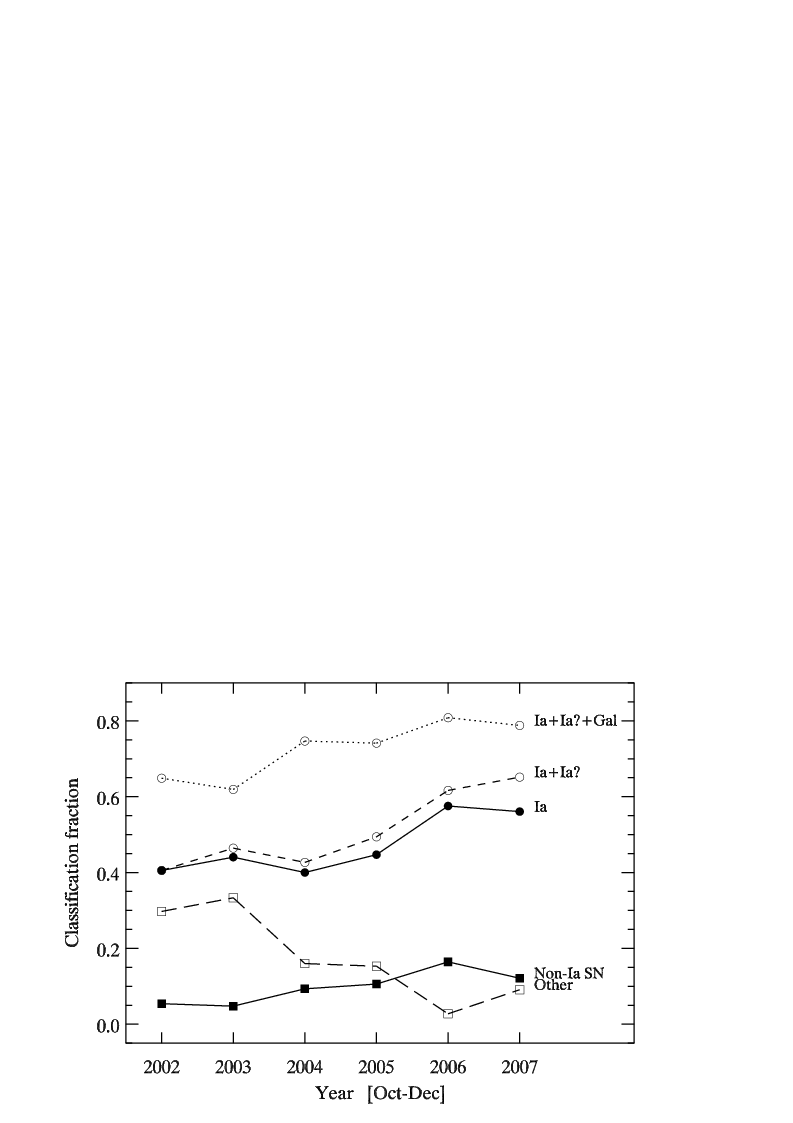 0.8
0.6
0.4
0.2
0.0
Classification fraction
Ia+Ia?+Gal
Ia+Ia?
Ia
Non-Ia SN
Other
2002 2003 2004 2005 2006 2007
Year [Oct-Dec]